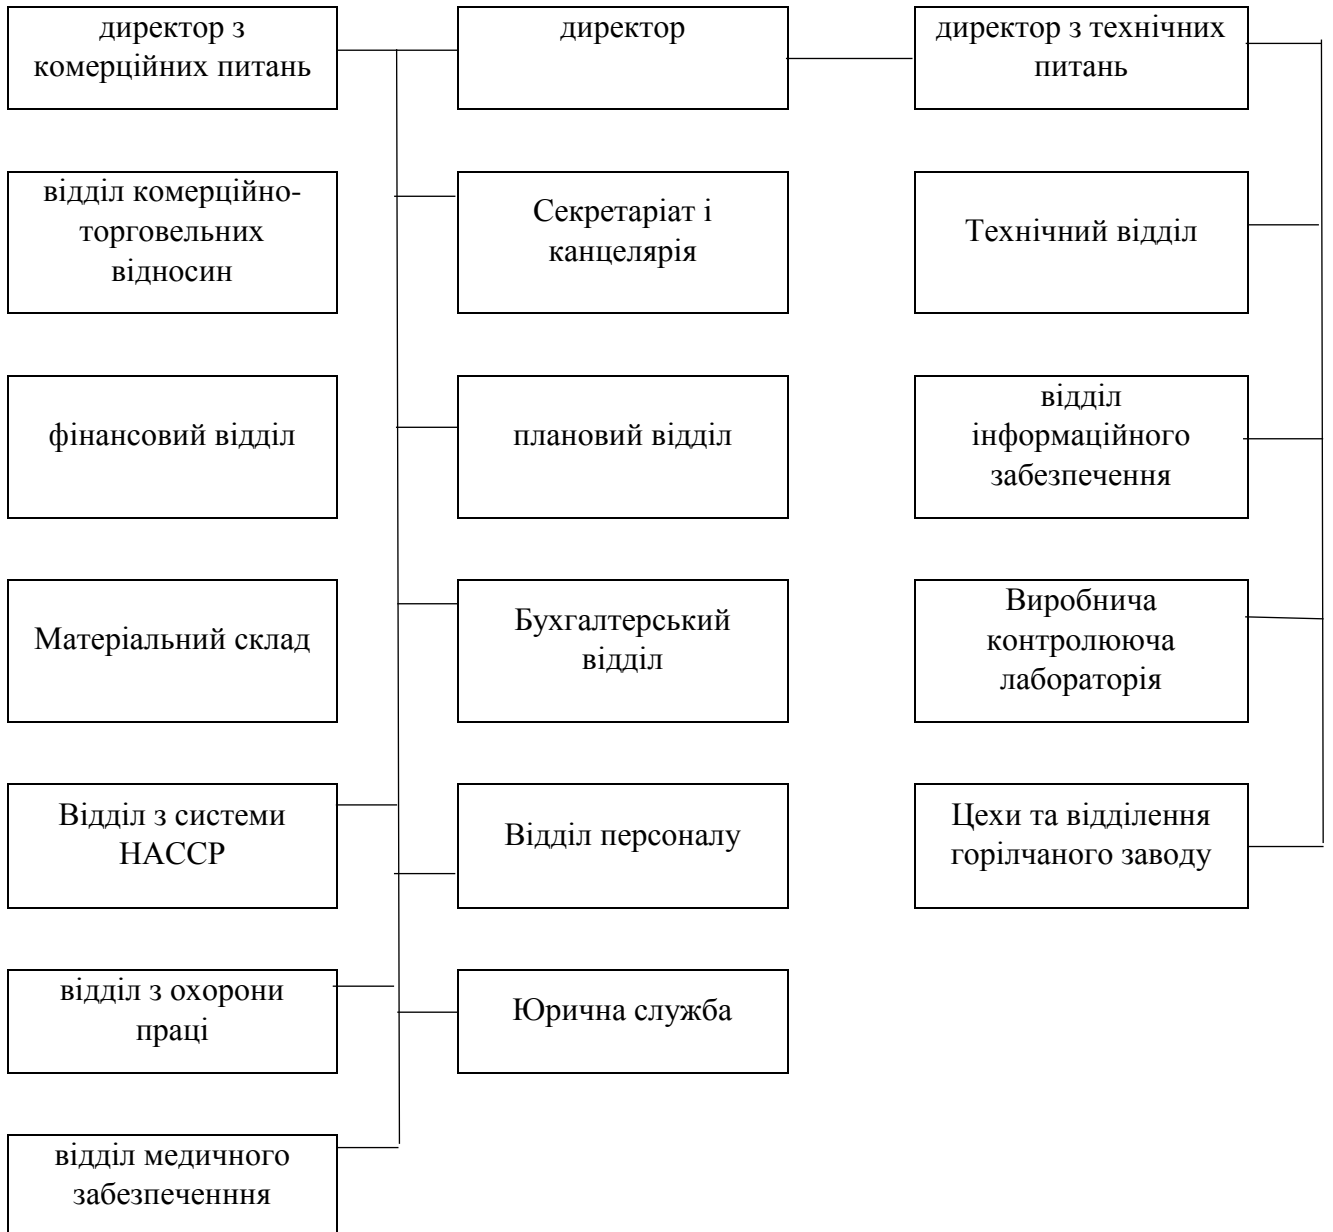 директор з
комерційних питань
директор
директор з технічних
питань
відділ комерційно-
торговельних
відносин
Секретаріат і
канцелярія
Технічний відділ
фінансовий відділ
плановий відділ
відділ
інформаційного
забезпечення
Матеріальний склад
Бухгалтерський
відділ
Виробнича
контролююча
лабораторія
Відділ з системи
НАССР
Відділ персоналу
Цехи та відділення
горілчаного заводу
відділ з охорони
праці
Юрична служба
відділ медичного
забезпеченння